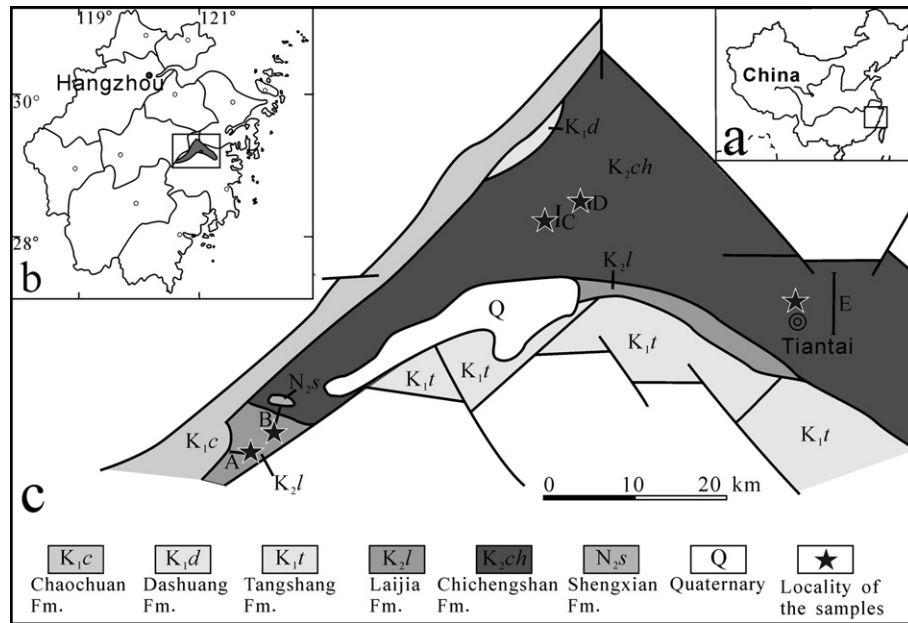 119°
121°
Hangzhou
30°
28°
b
China
a
K₁d
K₂ch
D
C
K₂l
E
Q
Tiantai
K₁t
K₁t
K₁t
N₂s
B
K₁c
A
K₂l
K₁t
c
0 10 20 km
K₁c K₁d K₁t K₂l K₂ch N₂s Q
Chaochuan Dashuang Tangshang Laijia Chichengshan Shengxian Quaternary Locality of
Fm. Fm. Fm. Fm. Fm. Fm. the samples